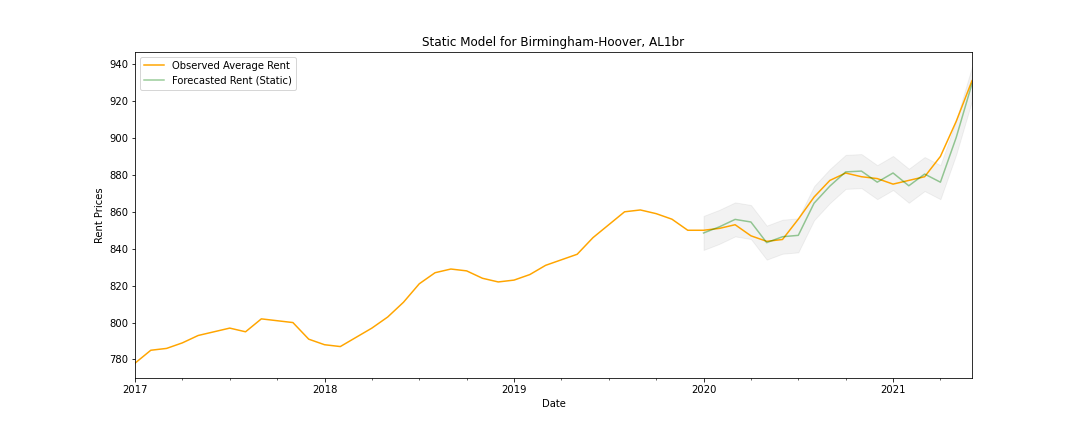 Static Model for Birmingham-Hoover, AL1br
Observed Average Rent
Forecasted Rent (Static)
940
920
900
880
860
840
820
800
780
Rent Prices
2017
2018
2019
2020
2021
Date